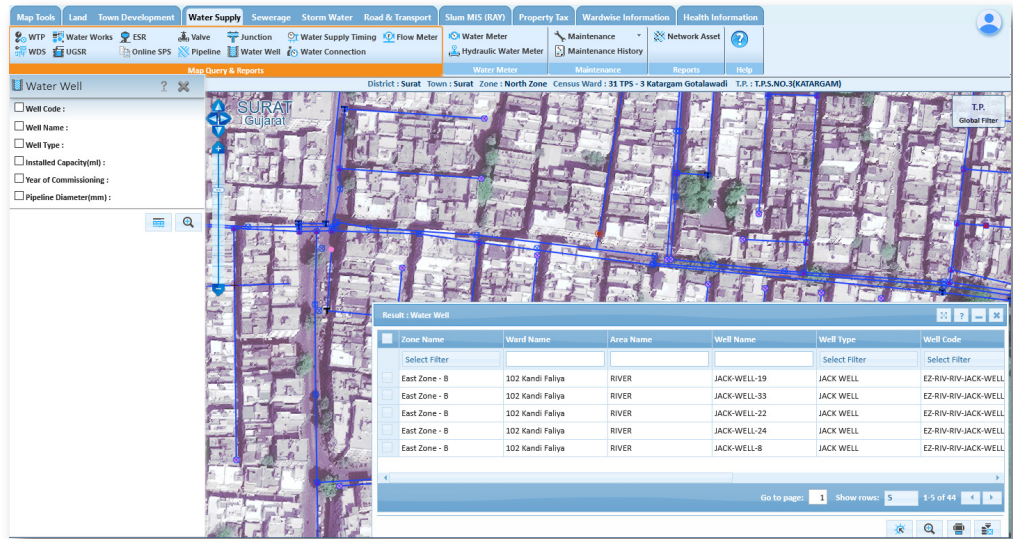 Map Tools Land Town Development Water Supply Sewerage Storm Water Road & Transport Slum MIS (RAY) Property Tax Wardwise Information Health Information
WTP Water Works ESR Valve Junction Water Supply Timing Flow Meter Water Meter Maintenance Network Asset
WDS UGSR Online SPS Pipeline Water Well Water Connection Hydraulic Water Meter Maintenance History
Map Query & Reports Water Meter Maintenance Reports Help
Water Well ?
District : Surat Town : Surat Zone : North Zone Census Ward : 31 TPS - 3 Katargam Gotalawadi T.P. : T.P.S.NO.3(KATARGAM)
Well Code :
Well Name :
Well Type :
Installed Capacity(ml) :
Year of Commissioning :
Pipeline Diameter(mm) :
SURAT
Gujarat
T.P.
Global Filter
Result : Water Well ?
Zone Name Ward Name Area Name Well Name Well Type Well Code
Select Filter Select Filter Select Filter
East Zone - B 102 Kandi Faliya RIVER JACK-WELL-19 JACK WELL EZ-RIV-RIV-JACK-WELL
East Zone - B 102 Kandi Faliya RIVER JACK-WELL-33 JACK WELL EZ-RIV-RIV-JACK-WELL
East Zone - B 102 Kandi Faliya RIVER JACK-WELL-22 JACK WELL EZ-RIV-RIV-JACK-WELL
East Zone - B 102 Kandi Faliya RIVER JACK-WELL-24 JACK WELL EZ-RIV-RIV-JACK-WELL
East Zone - B 102 Kandi Faliya RIVER JACK-WELL-8 JACK WELL EZ-RIV-RIV-JACK-WELL
Go to page: 1 Show rows: 5 1-5 of 44